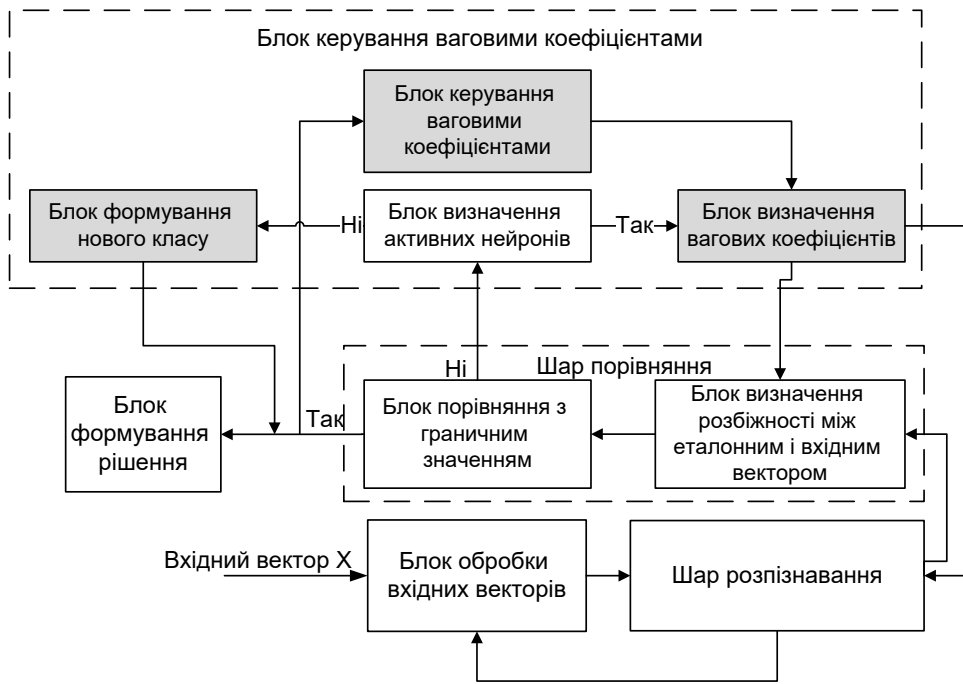 Блок керування ваговими коефіцієнтами
Блок керування
ваговими
коефіцієнтами
Блок формування
нового класу
Ні
Блок визначення
активних нейронів
Так
Блок визначення
вагових коефіцієнтів
Ні
Шар порівняння
Блок
формування
рішення
Так
Блок порівняння з
граничним
значенням
Блок визначення
розбіжності між
еталонним і вхідним
вектором
Вхідний вектор X
Блок обробки
вхідних векторів
Шар розпізнавання